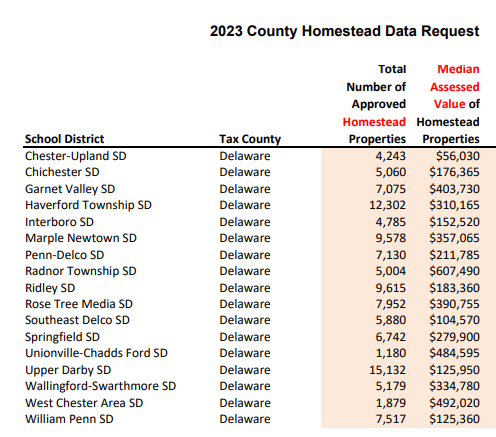 2023 County Homestead Data Request
Total Median
Number of Assessed
Approved Value of
Homestead Homestead
School District Tax County Properties Properties
Chester-Upland SD Delaware 4,243 $56,030
Chichester SD Delaware 5,060 $176,365
Garnet Valley SD Delaware 7,075 $403,730
Haverford Township SD Delaware 12,302 $310,165
Interboro SD Delaware 4,785 $152,520
Marple Newtown SD Delaware 9,578 $357,065
Penn-Delco SD Delaware 7,130 $211,785
Radnor Township SD Delaware 5,004 $607,490
Ridley SD Delaware 9,615 $183,360
Rose Tree Media SD Delaware 7,952 $390,755
Southeast Delco SD Delaware 5,880 $104,570
Springfield SD Delaware 6,742 $279,900
Unionville-Chadds Ford SD Delaware 1,180 $484,595
Upper Darby SD Delaware 15,132 $125,950
Wallingford-Swarthmore SD Delaware 5,179 $334,780
West Chester Area SD Delaware 1,879 $492,020
William Penn SD Delaware 7,517 $125,360